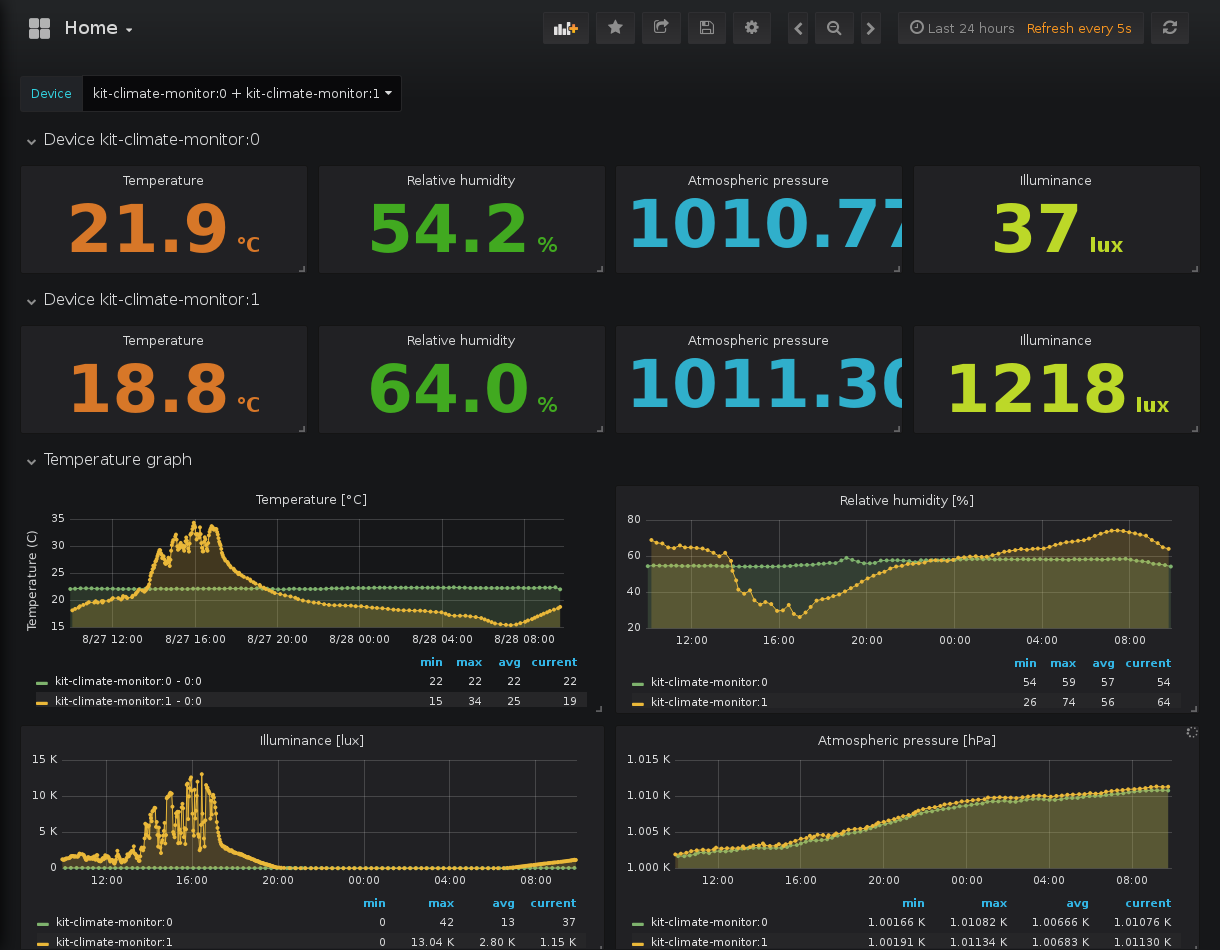 Home
Last 24 hours Refresh every 5s
Device kit-climate-monitor:0 + kit-climate-monitor:1
Device kit-climate-monitor:0
Temperature Relative humidity Atmospheric pressure Illuminance
21.9 °C 54.2 % 1010.77 37 lux
Device kit-climate-monitor:1
Temperature Relative humidity Atmospheric pressure Illuminance
18.8 °C 64.0 % 1011.30 1218 lux
Temperature graph
Temperature [°C]
Temperature (C)
35
30
25
20
15
8/27 12:00 8/27 16:00 8/27 20:00 8/28 00:00 8/28 04:00 8/28 08:00
min max avg current
kit-climate-monitor:0 - 0:0 22 22 22 22
kit-climate-monitor:1 - 0:0 15 34 25 19
Relative humidity [%]
80
60
40
20
12:00 16:00 20:00 00:00 04:00 08:00
min max avg current
kit-climate-monitor:0 54 59 57 54
kit-climate-monitor:1 26 74 56 64
Illuminance [lux]
15 K
10 K
5 K
0
12:00 16:00 20:00 00:00 04:00 08:00
min max avg current
kit-climate-monitor:0 0 42 13 37
kit-climate-monitor:1 0 13.04 K 2.80 K 1.15 K
Atmospheric pressure [hPa]
1.015 K
1.010 K
1.005 K
1.000 K
12:00 16:00 20:00 00:00 04:00 08:00
min max avg current
kit-climate-monitor:0 1.00166 K 1.01082 K 1.00666 K 1.01076 K
kit-climate-monitor:1 1.00191 K 1.01134 K 1.00683 K 1.01130 K